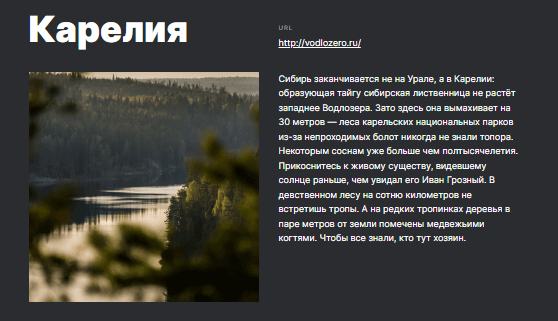 Карелия
URL
http://vodlozero.ru/
Сибирь заканчивается не на Урале, а в Карелии:
образующая тайгу сибирская лиственница не растёт
западнее Водлозера. Зато здесь она вымахивает на
30 метров — леса карельских национальных парков
из-за непроходимых болот никогда не знали топора.
Некоторым соснам уже больше чем полтысячелетия.
Прикоснитесь к живому существу, видевшему
солнце раньше, чем увидал его Иван Грозный. В
девственном лесу на сотню километров не
встретишь тропы. А на редких тропинках деревья в
паре метров от земли помечены медвежьими
когтями. Чтобы все знали, кто тут хозяин.